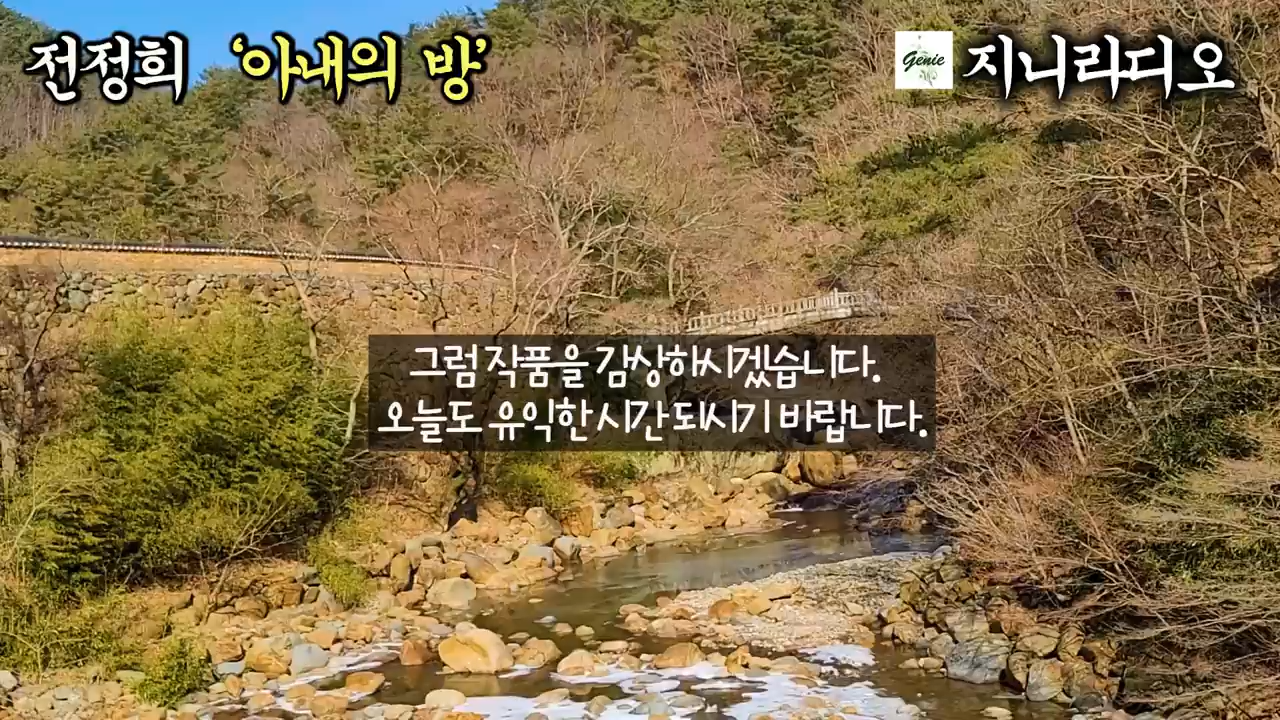 전정희 ‘아내의 방’
Genie 지니라디오
그럼 작품을 감상하시겠습니다.
오늘도 유익한 시간 되시기 바랍니다.